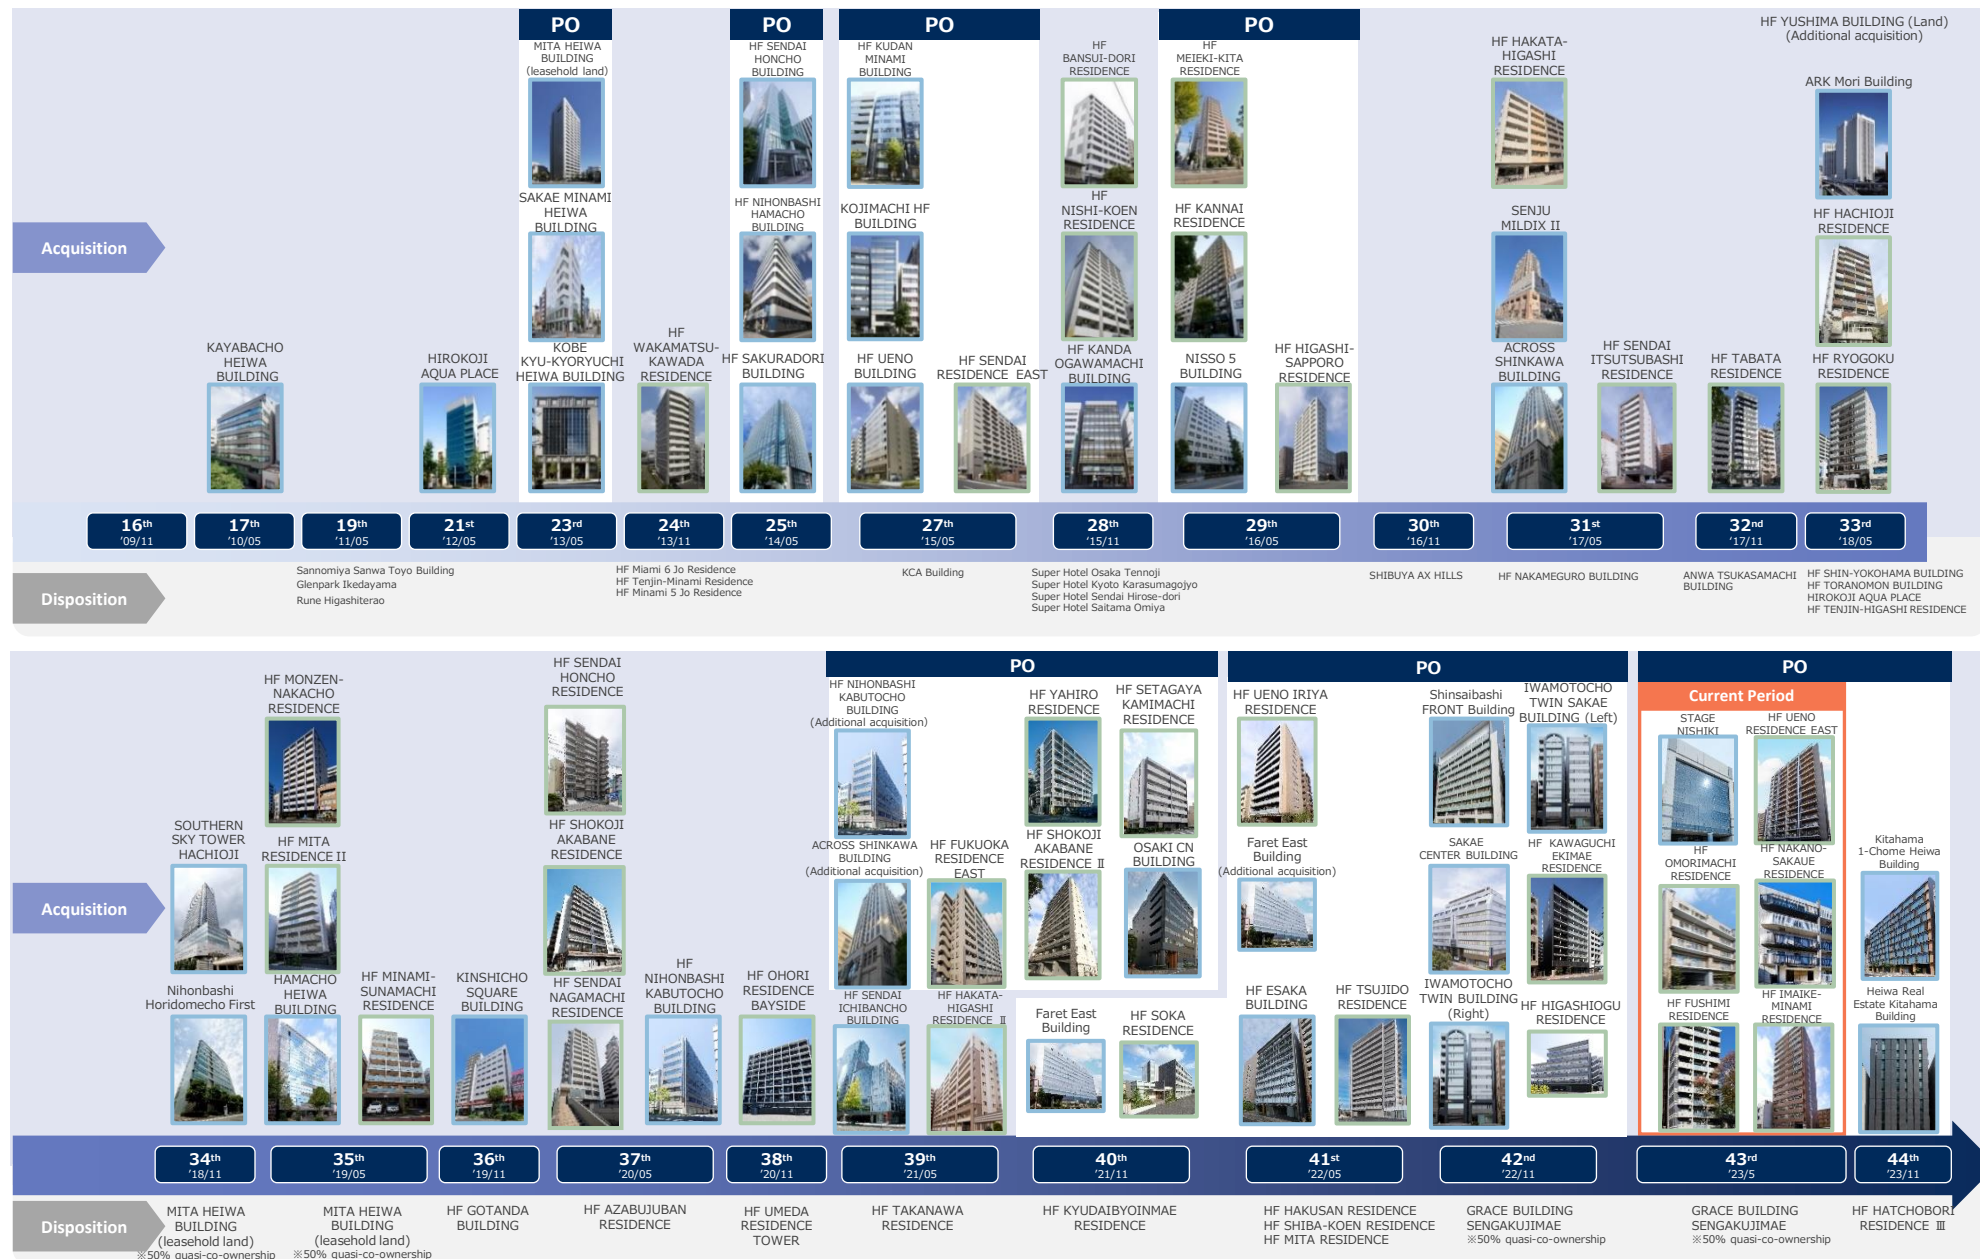 PO
PO
PO
PO
MITA HEIWA
BUILDING
(leasehold land)
HF SENDAI
HONCHO
BUILDING
HF KUDAN
MINAMI
BUILDING
HF
BANSUI-DORI
RESIDENCE
HF
MEIEKI-KITA
RESIDENCE
HF HAKATA-
HIGASHI
RESIDENCE
HF YUSHIMA BUILDING (Land)
(Additional acquisition)
ARK Mori Building
Acquisition
SAKAE MINAMI
HEIWA
BUILDING
HF NIHONBASHI
HAMACHO
BUILDING
KOJIMACHI HF
BUILDING
HF
NISHI-KOEN
RESIDENCE
HF KANNAI
RESIDENCE
SENJU
MILDIX II
HF HACHIOJI
RESIDENCE
KAYABACHO
HEIWA
BUILDING
HIROKOJI
AQUA PLACE
KOBE
KYU-KYORYUCHI
HEIWA BUILDING
HF
WAKAMATSU-
KAWADA
RESIDENCE
HF SAKURADORI
BUILDING
HF UENO
BUILDING
HF SENDAI
RESIDENCE EAST
HF KANDA
OGAWAMACHI
BUILDING
NISSO 5
BUILDING
HF HIGASHI-
SAPPORO
RESIDENCE
ACROSS
SHINKAWA
BUILDING
HF SENDAI
ITSUTSUBASHI
RESIDENCE
HF TABATA
RESIDENCE
HF RYOGOKU
RESIDENCE
16th
'09/11
17th
'10/05
19th
'11/05
21st
'12/05
23rd
'13/05
24th
'13/11
25th
'14/05
27th
'15/05
28th
'15/11
29th
'16/05
30th
'16/11
31st
'17/05
32nd
'17/11
33rd
'18/05
Disposition
Sannomiya Sanwa Toyo Building
Glenpark Ikedayama
Rune Higashiterao
HF Miami 6 Jo Residence
HF Tenjin-Minami Residence
HF Minami 5 Jo Residence
KCA Building
Super Hotel Osaka Tennoji
Super Hotel Kyoto Karasumagojyo
Super Hotel Sendai Hirose-dori
Super Hotel Saitama Omiya
SHIBUYA AX HILLS
HF NAKAMEGURO BUILDING
ANWA TSUKASAMACHI
BUILDING
HF SHIN-YOKOHAMA BUILDING
HF TORANOMON BUILDING
HIROKOJI AQUA PLACE
HF TENJIN-HIGASHI RESIDENCE
PO
PO
PO
Current Period
HF MONZEN-
NAKACHO
RESIDENCE
HF SENDAI
HONCHO
RESIDENCE
HF NIHONBASHI
KABUTOCHO
BUILDING
(Additional acquisition)
HF YAHIRO
RESIDENCE
HF SETAGAYA
KAMIMACHI
RESIDENCE
HF UENO IRIYA
RESIDENCE
Shinsaibashi
FRONT Building
IWAMOTOCHO
TWIN SAKAE
BUILDING (Left)
STAGE
NISHIKI
HF UENO
RESIDENCE EAST
Acquisition
SOUTHERN
SKY TOWER
HACHIOJI
HF MITA
RESIDENCE II
HF SHOKOJI
AKABANE
RESIDENCE
ACROSS SHINKAWA
BUILDING
(Additional acquisition)
HF FUKUOKA
RESIDENCE
EAST
HF SHOKOJI
AKABANE
RESIDENCE Ⅱ
OSAKI CN
BUILDING
Faret East
Building
(Additional acquisition)
SAKAE
CENTER BUILDING
HF KAWAGUCHI
EKIMAE
RESIDENCE
HF
OMORIMACHI
RESIDENCE
HF NAKANO-
SAKAUE
RESIDENCE
Kitahama
1-Chome Heiwa
Building
Nihonbashi
Horidomecho First
HAMACHO
HEIWA
BUILDING
HF MINAMI-
SUNAMACHI
RESIDENCE
KINSHICHO
SQUARE
BUILDING
HF SENDAI
NAGAMACHI
RESIDENCE
HF
NIHONBASHI
KABUTOCHO
BUILDING
HF OHORI
RESIDENCE
BAYSIDE
HF SENDAI
ICHIBANCHO
BUILDING
HF HAKATA-
HIGASHI
RESIDENCE Ⅱ
Faret East
Building
HF SOKA
RESIDENCE
HF ESAKA
BUILDING
HF TSUJIDO
RESIDENCE
IWAMOTOCHO
TWIN BUILDING
(Right)
HF HIGASHIOGU
RESIDENCE
HF FUSHIMI
RESIDENCE
HF IMAIKE-
MINAMI
RESIDENCE
Heiwa Real
Estate Kitahama
Building
34th
'18/11
35th
'19/05
36th
'19/11
37th
'20/05
38th
'20/11
39th
'21/05
40th
'21/11
41st
'22/05
42nd
'22/11
43rd
'23/5
44th
'23/11
Disposition
MITA HEIWA
BUILDING
(leasehold land)
※50% quasi-co-ownership
MITA HEIWA
BUILDING
(leasehold land)
※50% quasi-co-ownership
HF GOTANDA
BUILDING
HF AZABUJUBAN
RESIDENCE
HF UMEDA
RESIDENCE
TOWER
HF TAKANAWA
RESIDENCE
HF KYUDAIBYOINMAE
RESIDENCE
HF HAKUSAN RESIDENCE
HF SHIBA-KOEN RESIDENCE
HF MITA RESIDENCE
GRACE BUILDING
SENGAKUJIMAE
※50% quasi-co-ownership
GRACE BUILDING
SENGAKUJIMAE
※50% quasi-co-ownership
HF HATCHOBORI
RESIDENCE Ⅲ